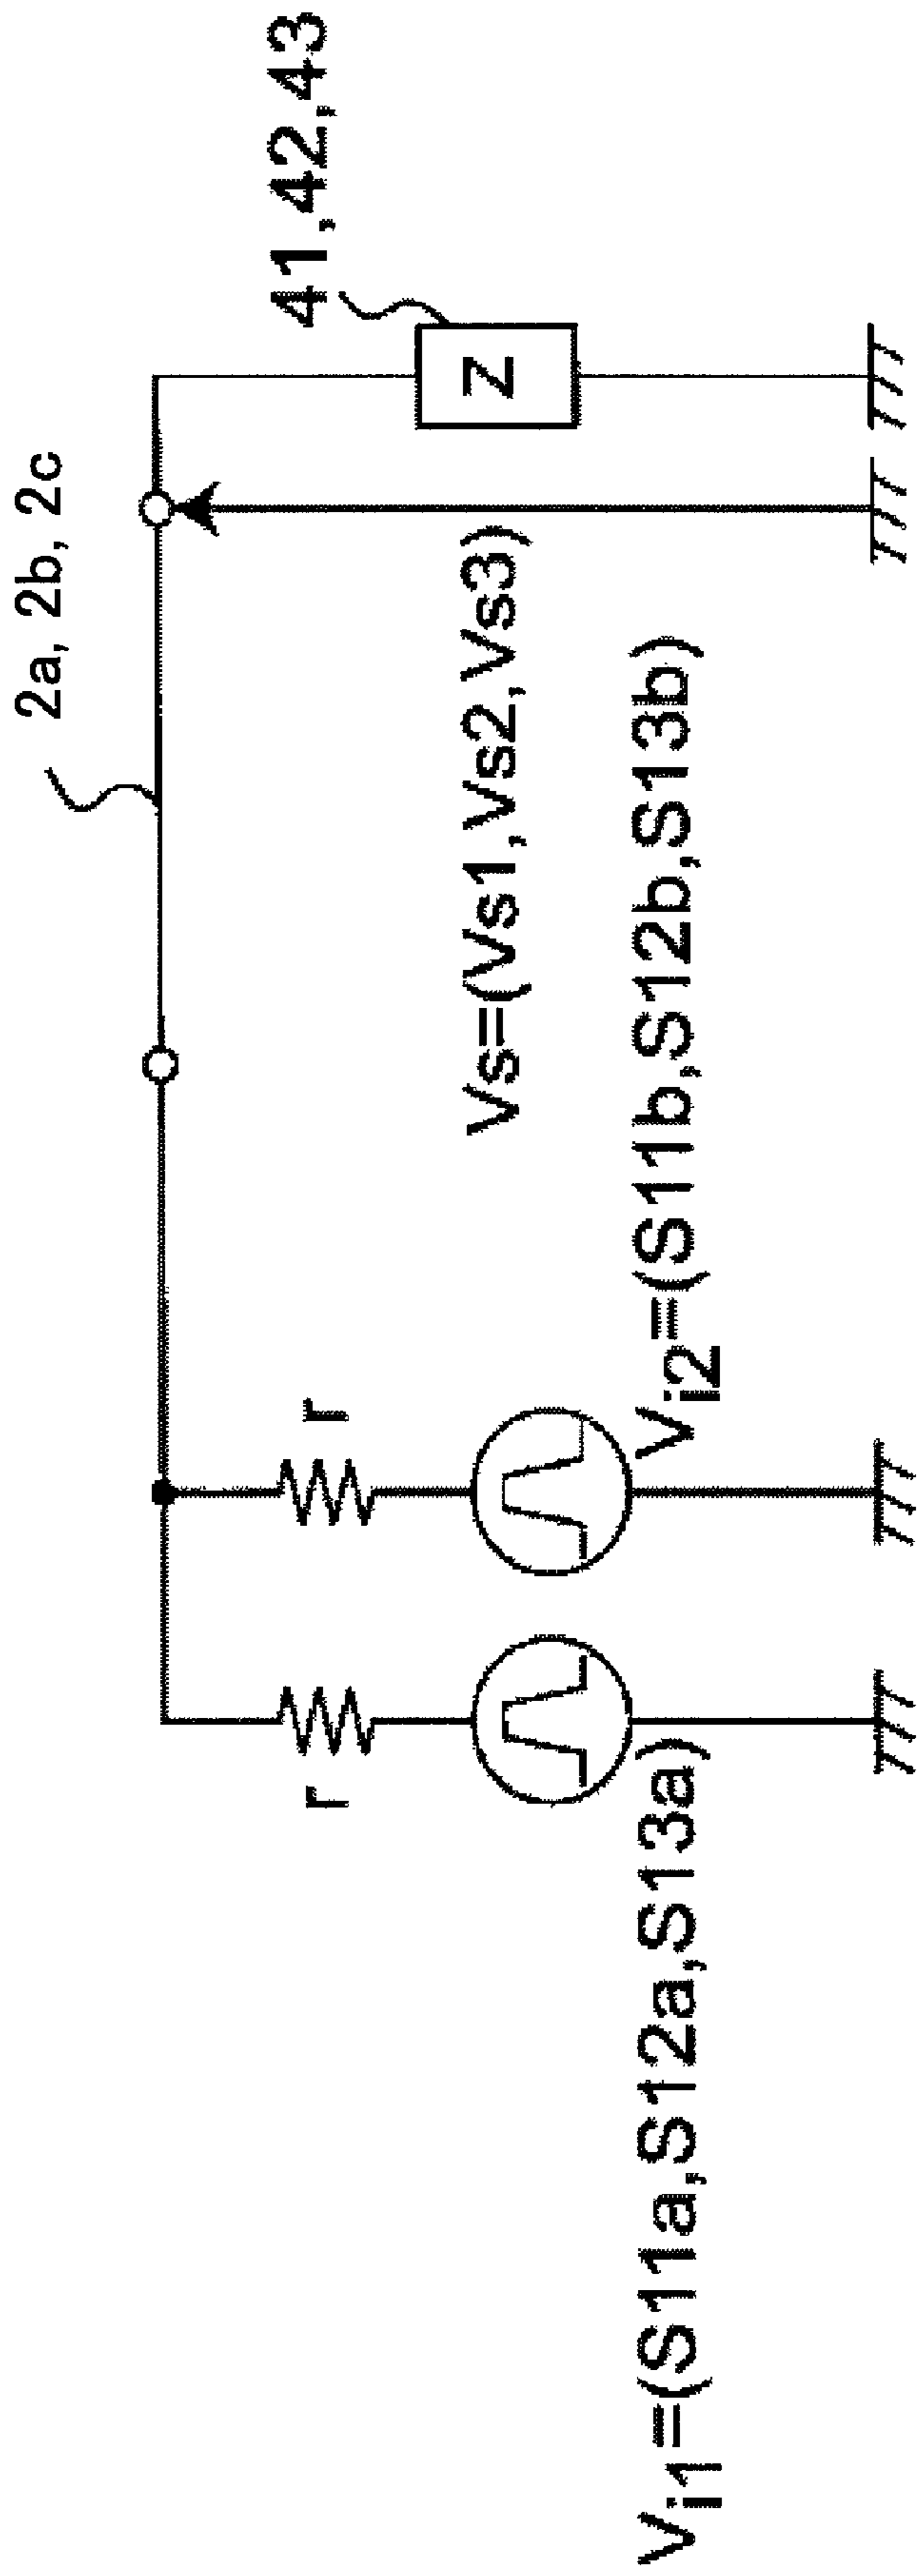 2a, 2b, 2c
41,42,43
r
r
Z
Vs=(Vs1,Vs2,Vs3)
Vi1=(S11a,S12a,S13a)
Vi2=(S11b,S12b,S13b)